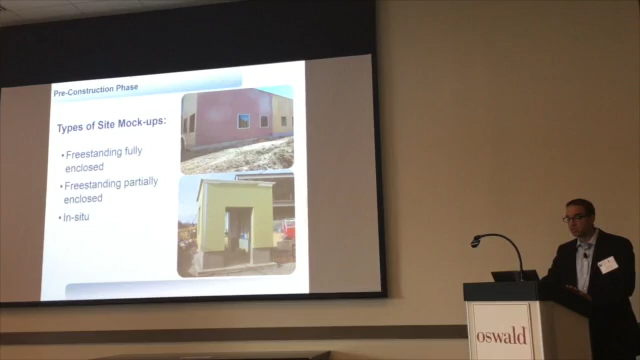 Pre-Construction Phase
Types of Site Mock-ups:
• Freestanding fully
enclosed
• Freestanding partially
enclosed
• In-situ
oswald